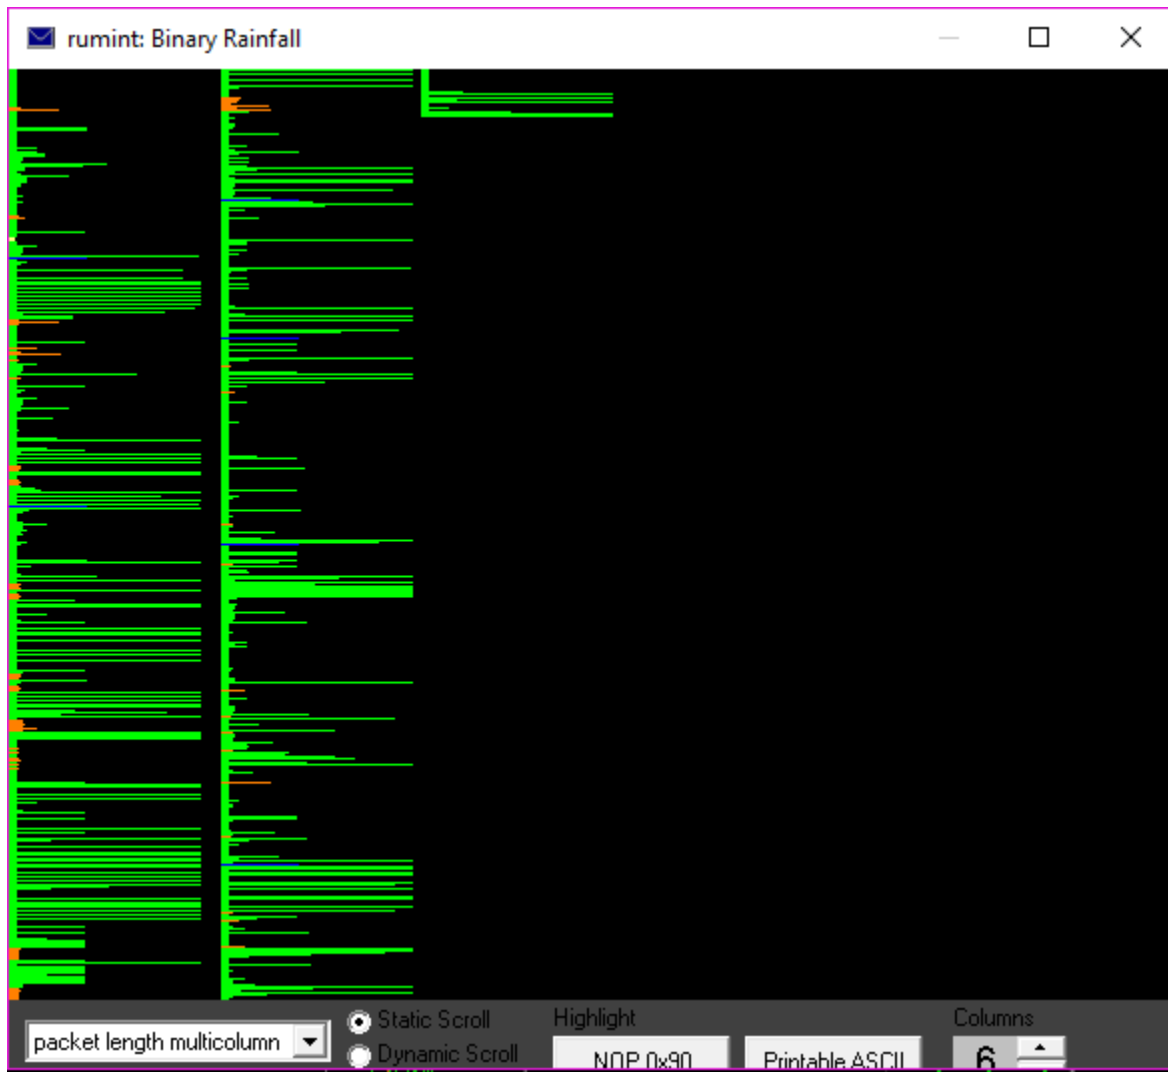 rumint: Binary Rainfall
Static Scroll
Highlight
Columns
packet length multicolumn
Dynamic Scroll
NOP 0x90
Printable ASCII
6